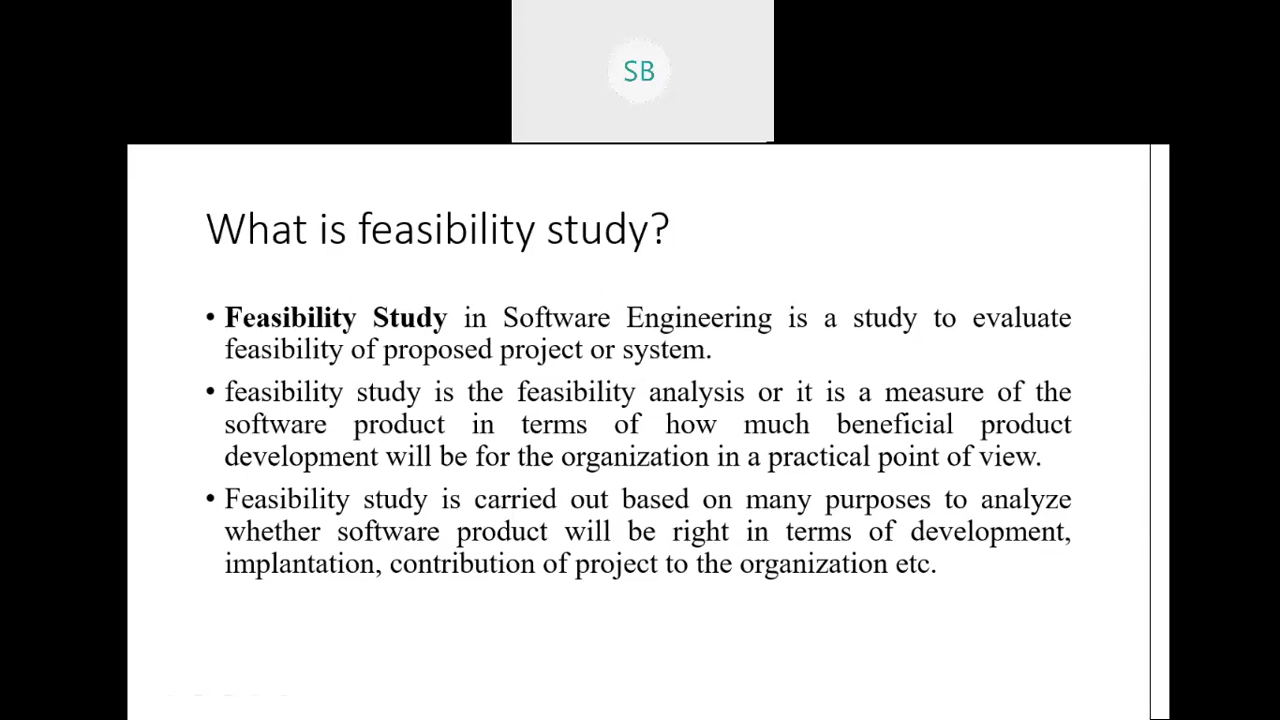 SB
What is feasibility study?
• Feasibility Study in Software Engineering is a study to evaluate
feasibility of proposed project or system.
• feasibility study is the feasibility analysis or it is a measure of the
software product in terms of how much beneficial product
development will be for the organization in a practical point of view.
• Feasibility study is carried out based on many purposes to analyze
whether software product will be right in terms of development,
implantation, contribution of project to the organization etc.